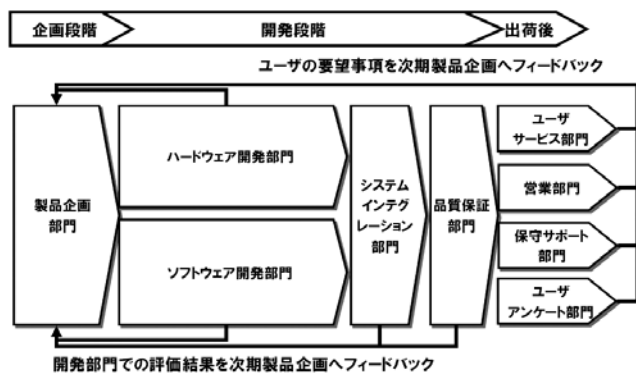 企画段階
開発段階
出荷後
ユーザの要望事項を次期製品企画へフィードバック
製品企画
部門
ハードウェア開発部門
ソフトウェア開発部門
システム
インテグ
レーション
部門
品質保証
部門
ユーザ
サービス部門
営業部門
保守サポート
部門
ユーザ
アンケート部門
開発部門での評価結果を次期製品企画へフィードバック